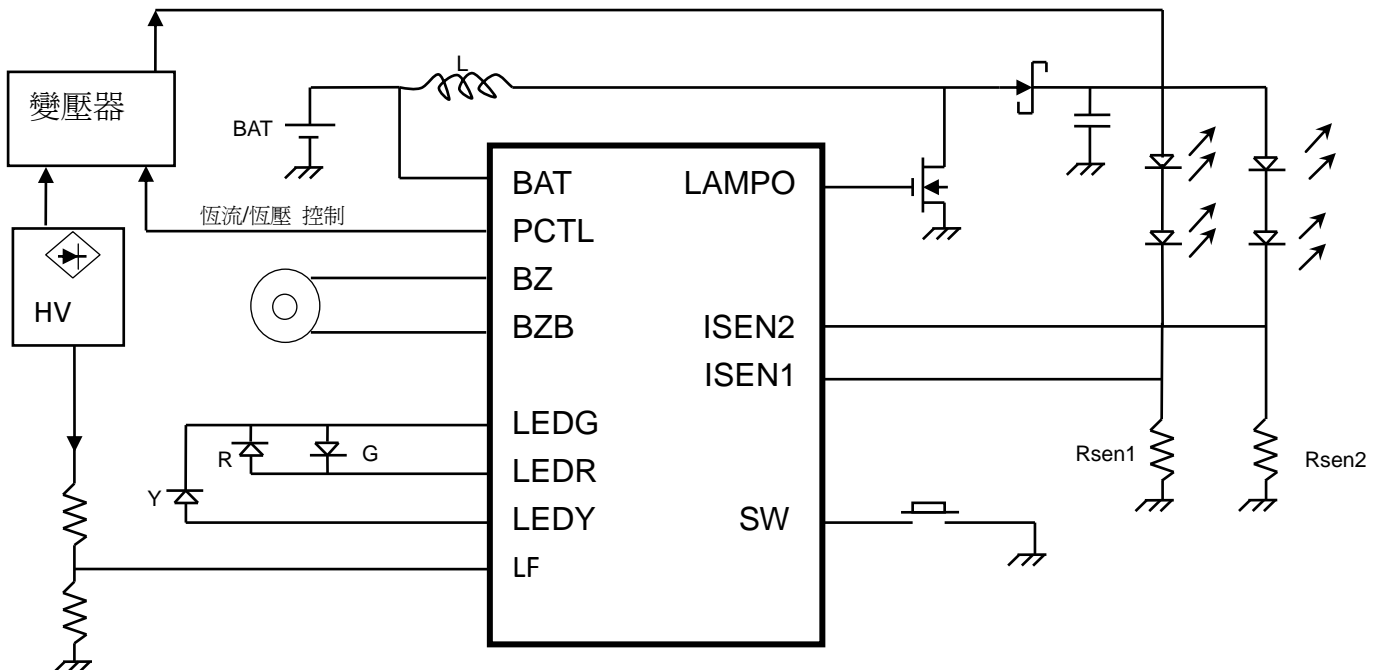 L
變壓器
BAT
BAT
LAMPO
恆流/恆壓 控制
PCTL
BZ
HV
BZB
ISEN2
ISEN1
LEDG
R
G
LEDR
Rsen1
Rsen2
Y
LEDY
SW
LF